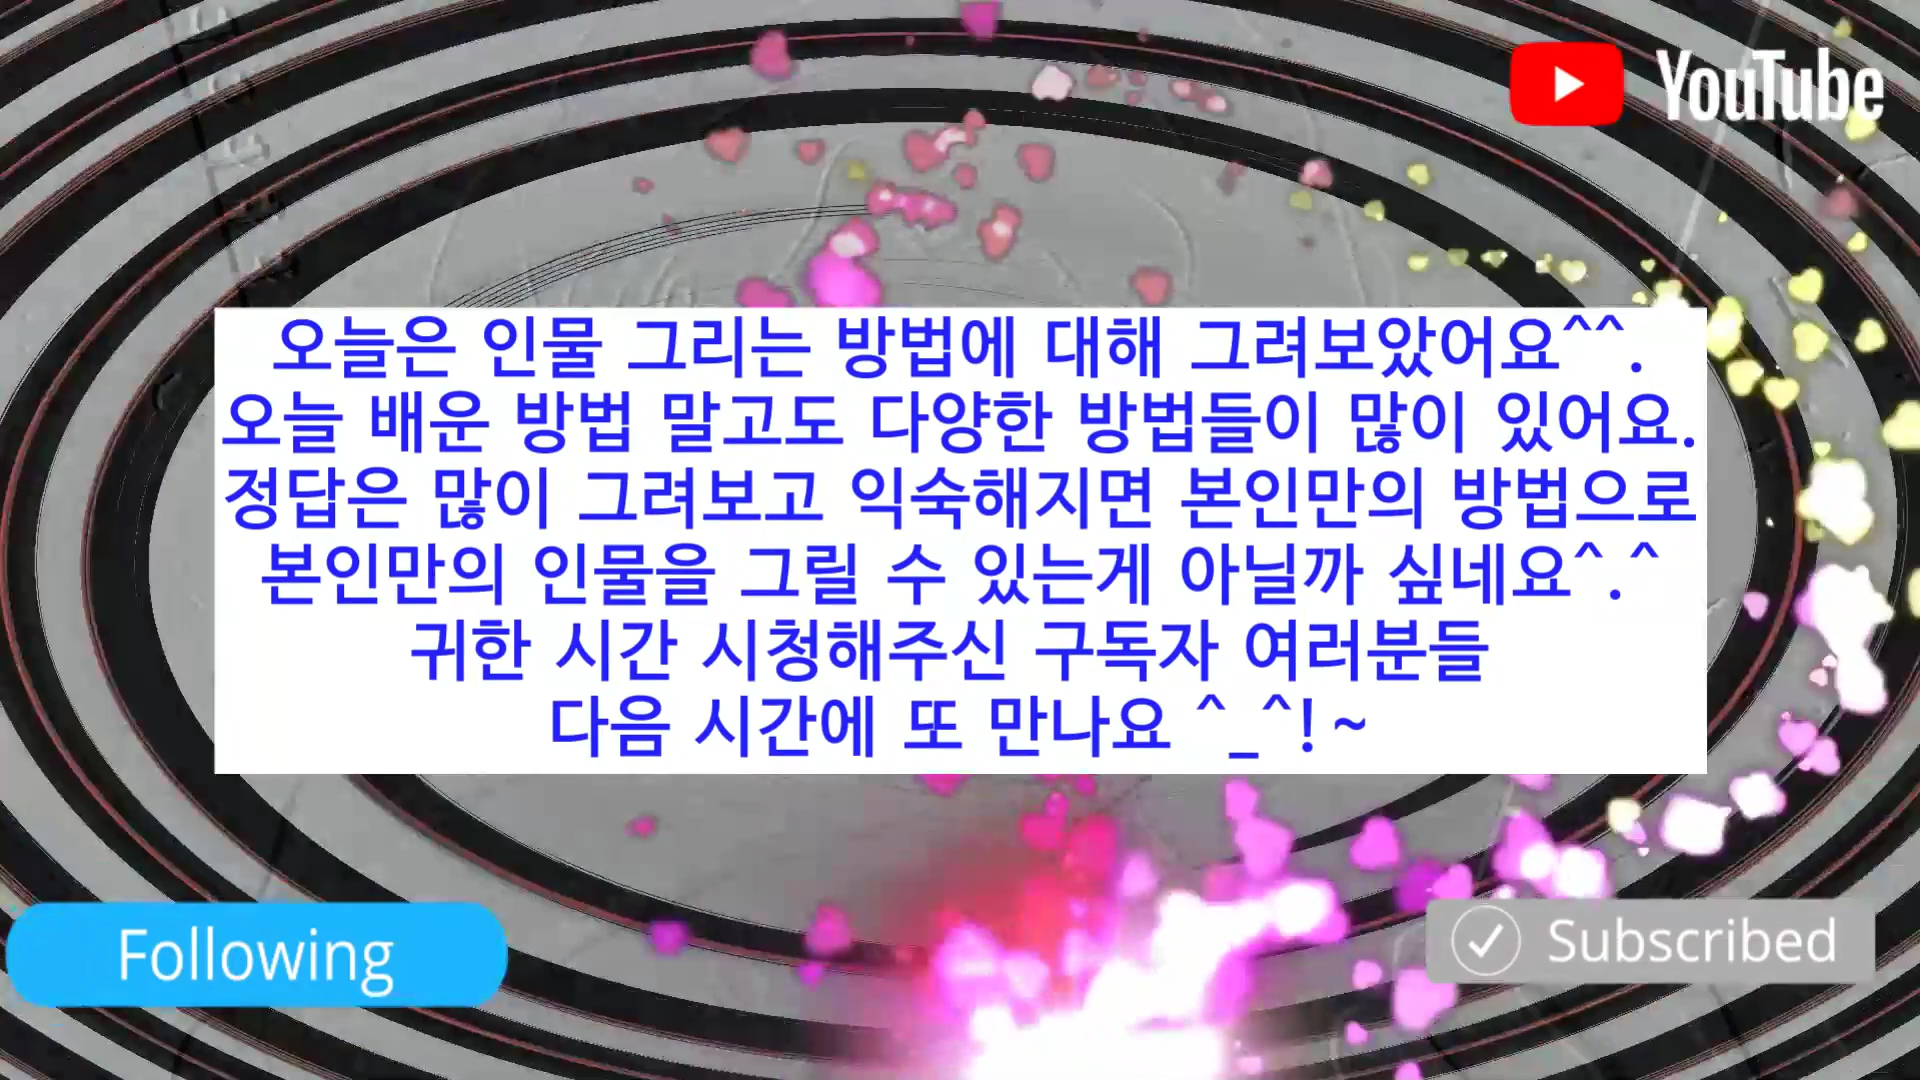 YouTube
오늘은 인물 그리는 방법에 대해 그려보았어요^^.
오늘 배운 방법 말고도 다양한 방법들이 많이 있어요.
정답은 많이 그려보고 익숙해지면 본인만의 방법으로
본인만의 인물을 그릴 수 있는게 아닐까 싶네요^.^
귀한 시간 시청해주신 구독자 여러분들
다음 시간에 또 만나요 ^_^!~
Following
Subscribed